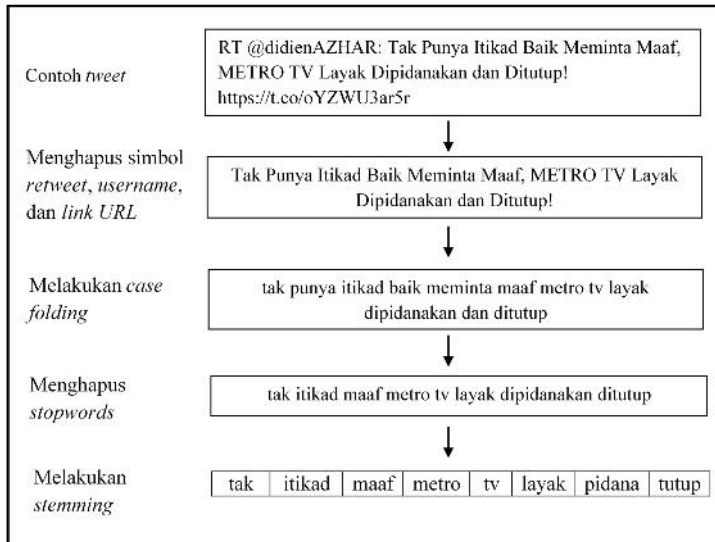 Contoh tweet
RT @didienAZHAR: Tak Punya Itikad Baik Meminta Maaf,
METRO TV Layak Dipidanakan dan Ditutup!
https://t.co/oYZWU3ar5r
Menghapus simbol
retweet, username,
dan link URL
Tak Punya Itikad Baik Meminta Maaf, METRO TV Layak
Dipidanakan dan Ditutup!
Melakukan case
folding
tak punya itikad baik meminta maaf metro tv layak
dipidanakan dan ditutup
Menghapus
stopwords
tak itikad maaf metro tv layak dipidanakan ditutup
Melakukan
stemming
tak itikad maaf metro tv layak pidana tutup